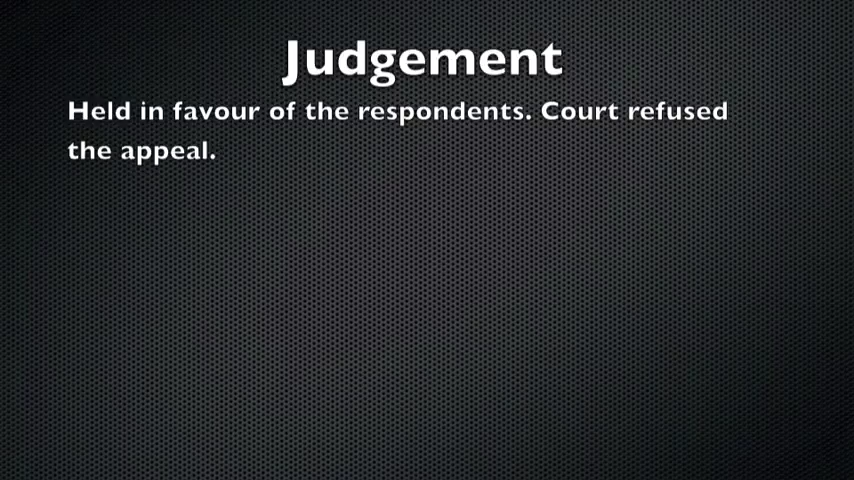 Judgement
Held in favour of the respondents. Court refused
the appeal.